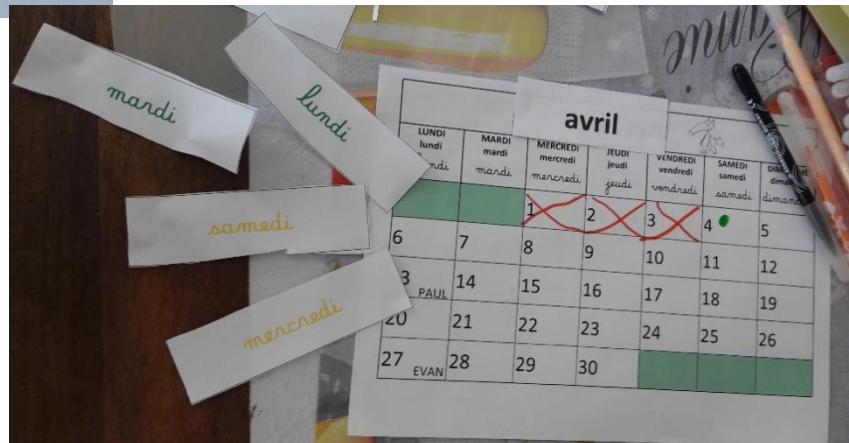 mardi
lundi
samedi
mercredi
avril
LUNDI MARDI MERCREDI JEUDI VENDREDI SAMEDI
lundi mardi mercredi jeudi vendredi samedi
mardi mercredi jeudi vendredi samedi
1 2 3 4 5
6 7 8 9 10 11 12
14 15 16 17 18 19
PAUL
20 21 22 23 24 25 26
27 28 29 30
EVAN